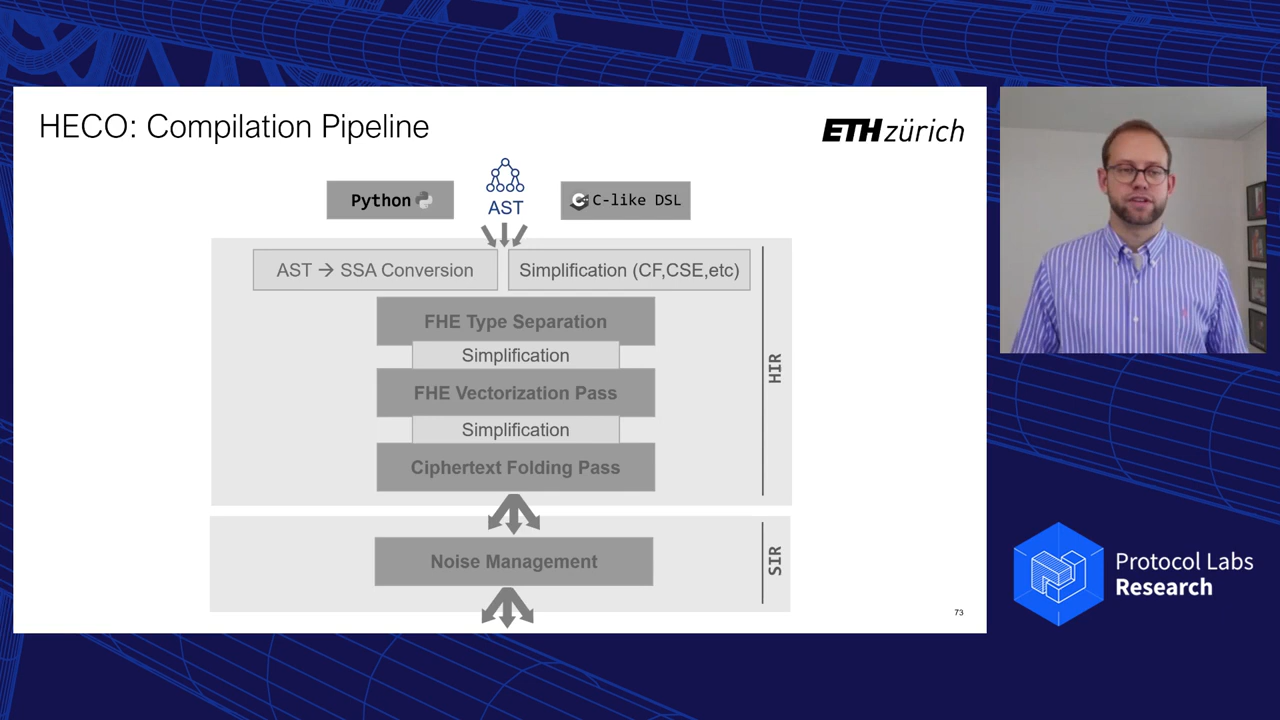 HECO: Compilation Pipeline
ETH zürich
Python
AST
C-like DSL
AST → SSA Conversion
Simplification (CF,CSE,etc)
FHE Type Separation
Simplification
FHE Vectorization Pass
Simplification
Ciphertext Folding Pass
HIR
Noise Management
SIR
73
Protocol Labs
Research